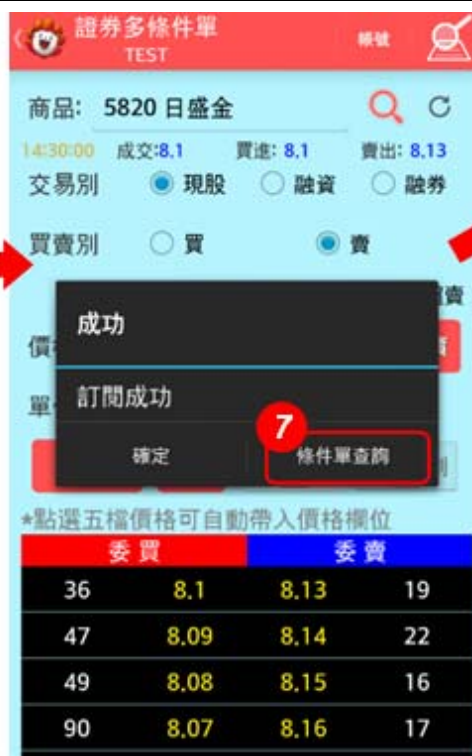 證券多條件單
TEST
帳號
商品: 5820 日盛金
14:30:00 成交:8.1 買進: 8.1 賣出: 8.13
交易別 現股 融資 融券
買賣別 買 賣
賣
成功
價
訂閱成功
單
7
確定 條件單查詢
*點選五檔價格可自動帶入價格欄位
委買 委賣
36 8.1 8.13 19
47 8.09 8.14 22
49 8.08 8.15 16
90 8.07 8.16 17